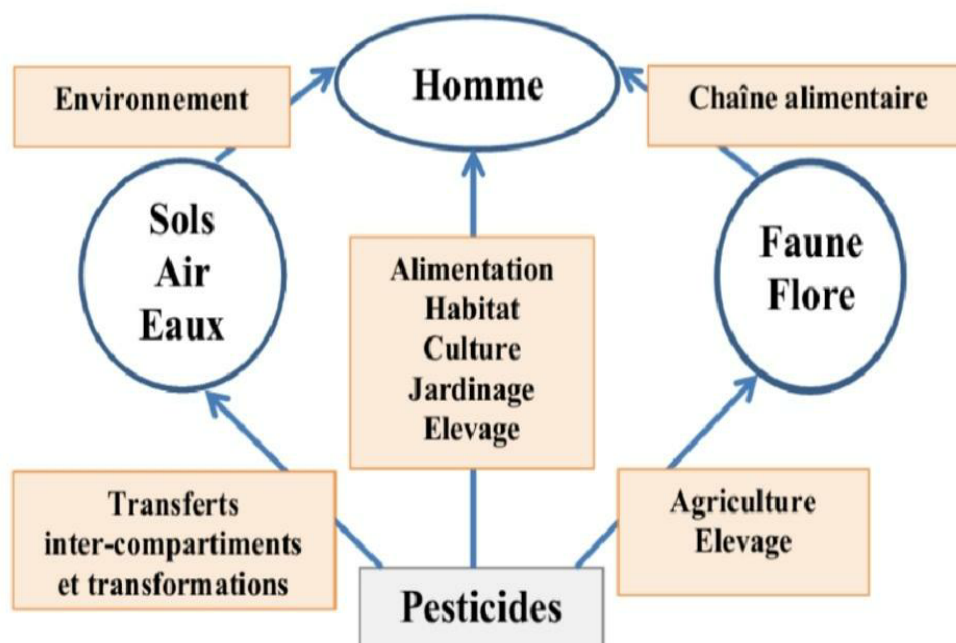 Homme
Environnement
Chaîne alimentaire
Sols
Air
Eaux
Alimentation
Habitat
Culture
Jardinage
Elevage
Faune
Flore
Transferts
inter-compartiments
et transformations
Agriculture
Elevage
Pesticides